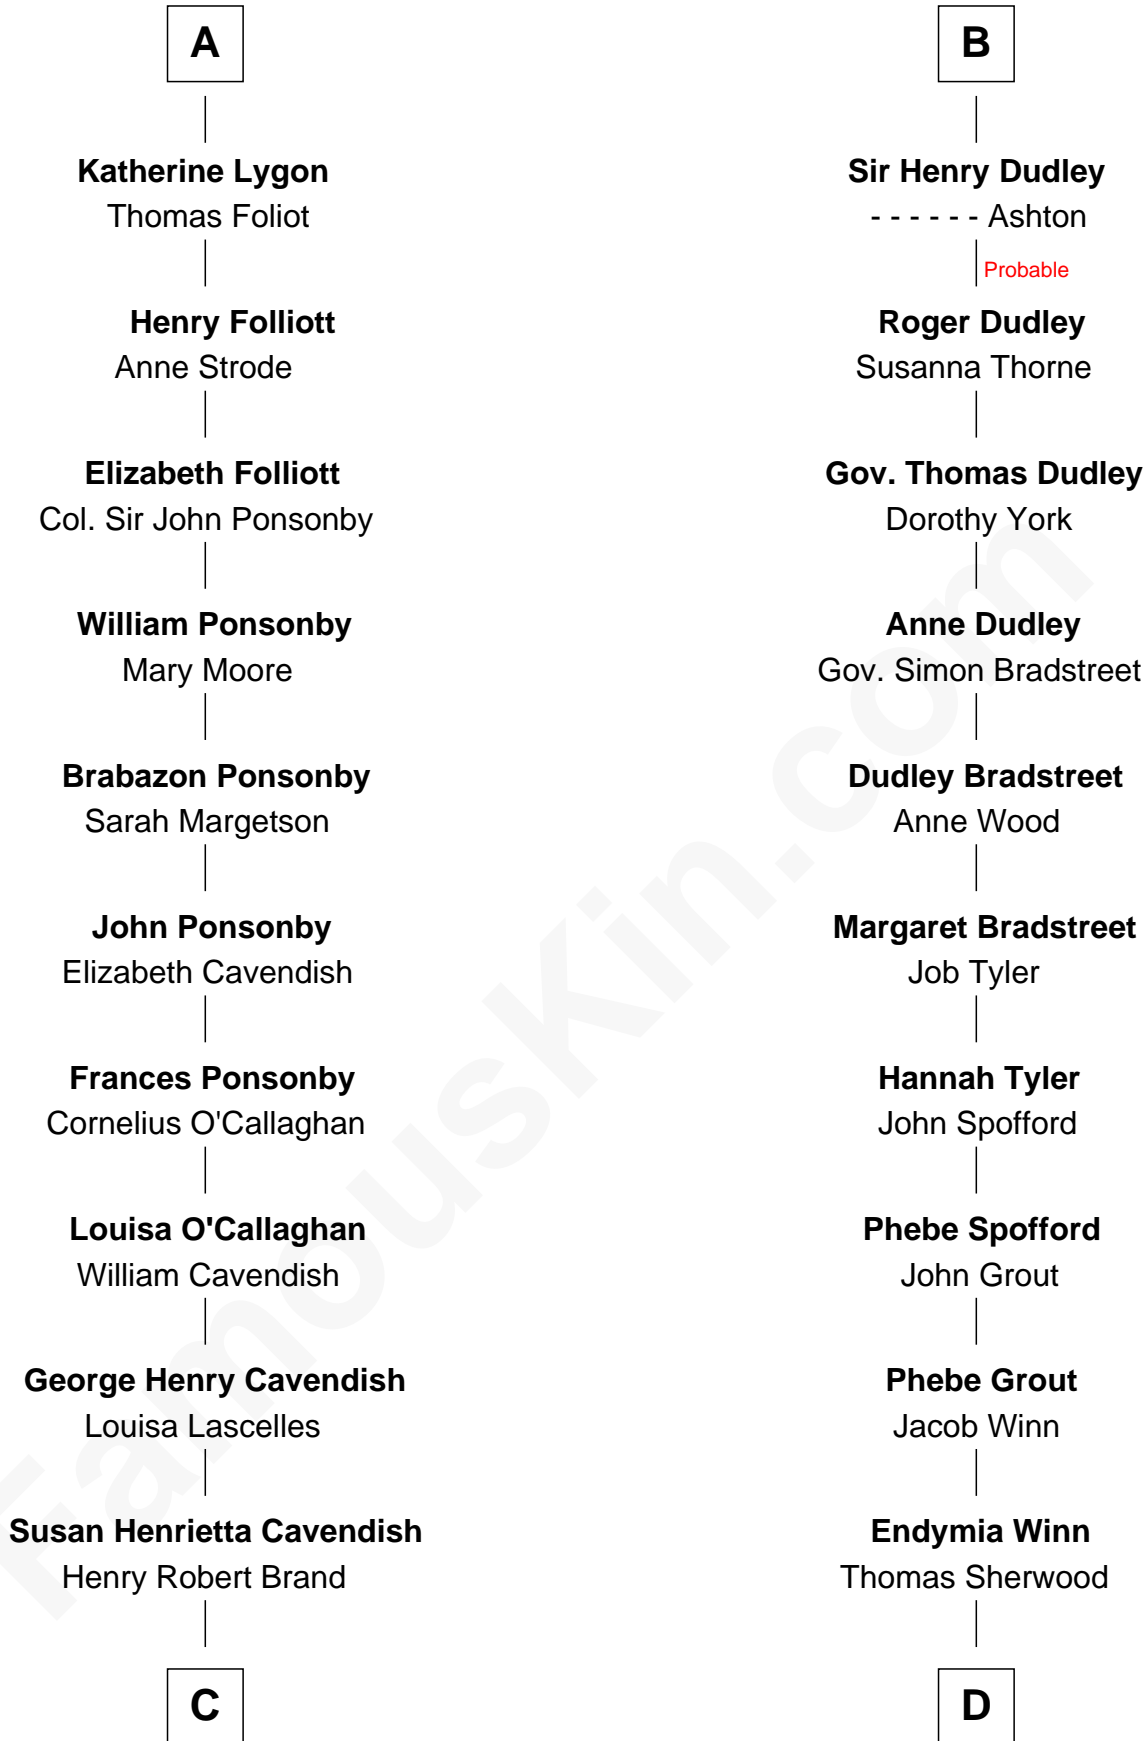 A
Katherine Lygon
Thomas Foliot
Henry Folliott
Anne Strode
Elizabeth Folliott
Col. Sir John Ponsonby
William Ponsonby
Mary Moore
Brabazon Ponsonby
Sarah Margetson
John Ponsonby
Elizabeth Cavendish
Frances Ponsonby
Cornelius O'Callaghan
Louisa O'Callaghan
William Cavendish
George Henry Cavendish
Louisa Lascelles
Susan Henrietta Cavendish
Henry Robert Brand
C
B
Sir Henry Dudley
- - - - - - Ashton
Probable
Roger Dudley
Susanna Thorne
Gov. Thomas Dudley
Dorothy York
Anne Dudley
Gov. Simon Bradstreet
Dudley Bradstreet
Anne Wood
Margaret Bradstreet
Job Tyler
Hannah Tyler
John Spofford
Phebe Spofford
John Grout
Phebe Grout
Jacob Winn
Endymia Winn
Thomas Sherwood
D
FamousKin.com